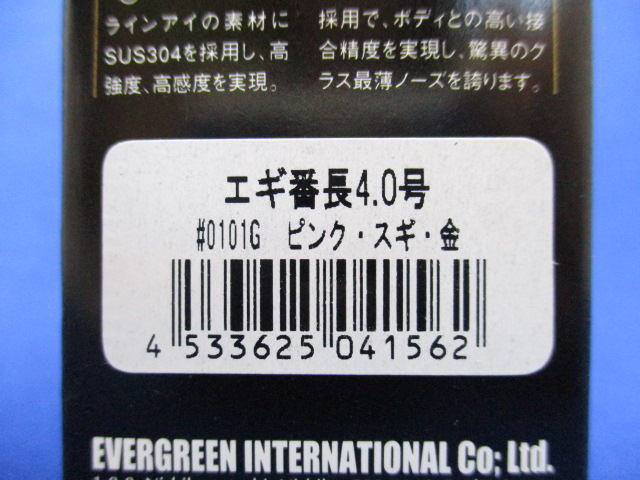 ラインアイの素材に
SUS304を採用し、高
強度、高感度を実現。
採用で、ボディとの高い接
合精度を実現し、驚異のク
ラス最薄ノーズを誇ります。
エギ番長4.0号
#0101G ピンク・スギ・金
4 533625 041562
EVERGREEN INTERNATIONAL Co; Ltd.